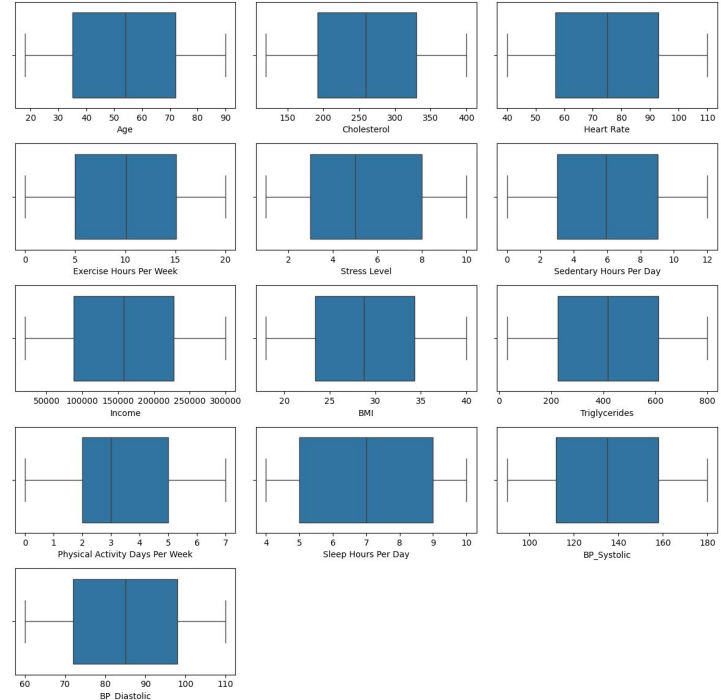 20 30 40 50 60 70 80 90
Age
150 200 250 300 350 400
Cholesterol
40 50 60 70 80 90 100 110
Heart Rate
0 5 10 15 20
Exercise Hours Per Week
2 4 6 8 10
Stress Level
0 2 4 6 8 10 12
Sedentary Hours Per Day
50000 100000 150000 200000 250000 300000
Income
20 25 30 35 40
BMI
0 200 400 600 800
Triglycerides
0 1 2 3 4 5 6 7
Physical Activity Days Per Week
4 5 6 7 8 9 10
Sleep Hours Per Day
100 120 140 160 180
BP_Systolic
60 70 80 90 100 110
BP_Diastolic